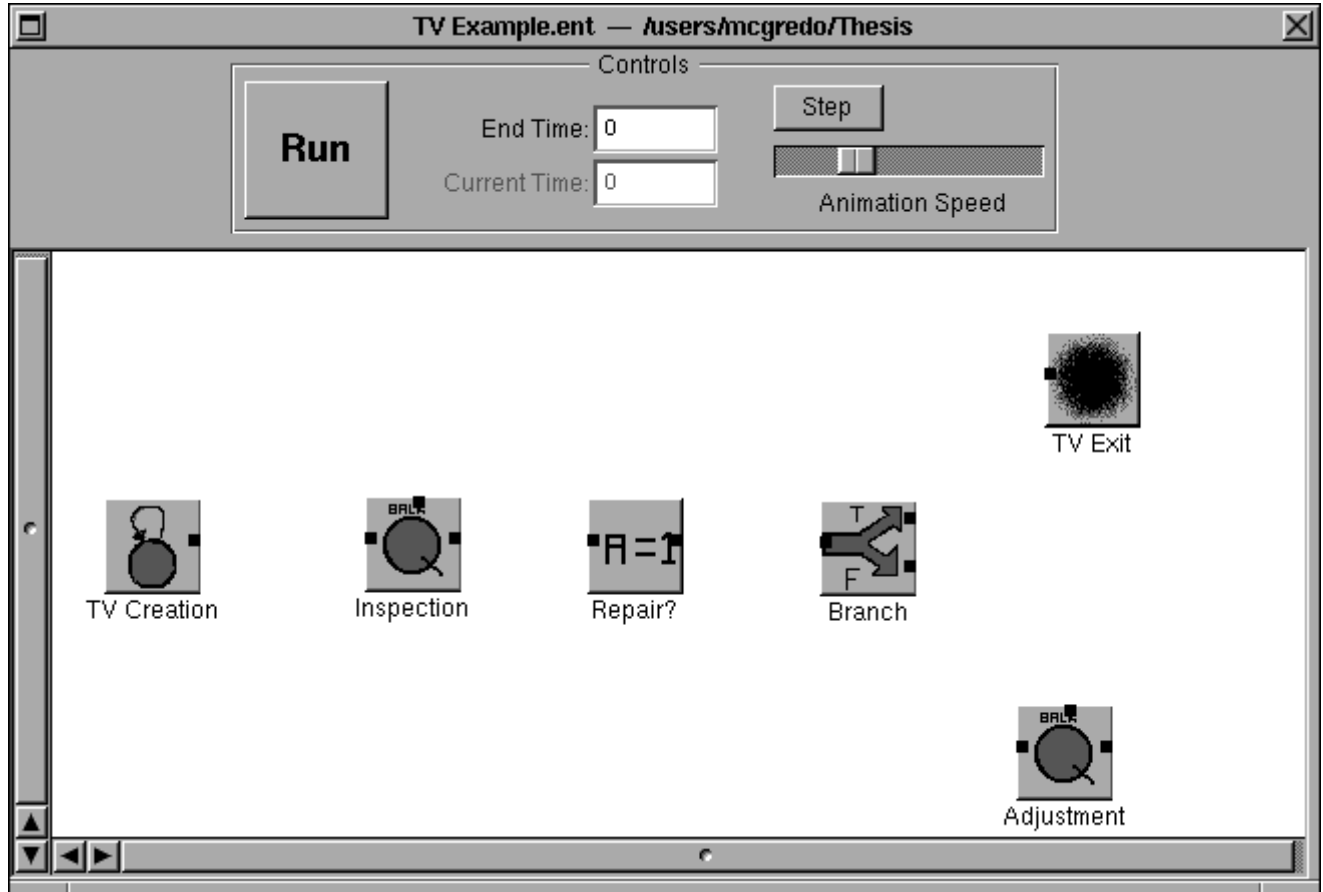 TV Example.ent — /users/mcgredo/Thesis
Controls
Run
End Time: 0
Current Time: 0
Step
Animation Speed
TV Exit
TV Creation
BALK
Inspection
A=1
Repair?
T
F
Branch
BALK
Adjustment